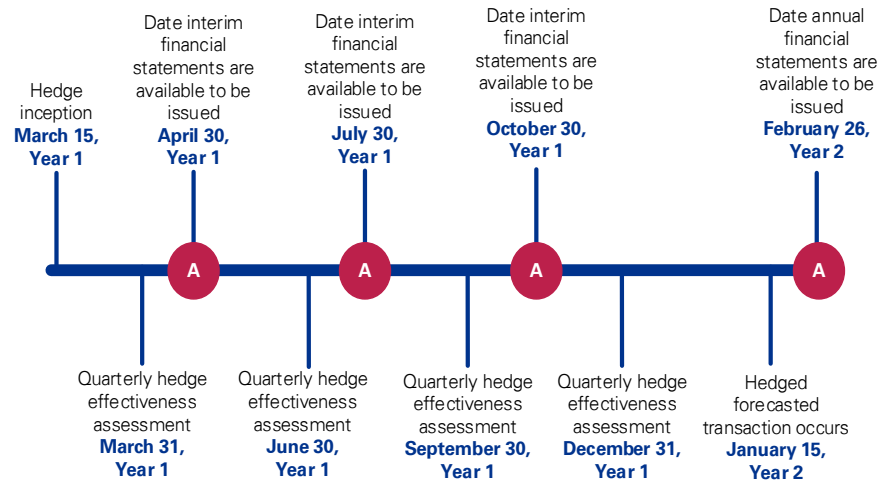 Hedge
inception
March 15,
Year 1
Date interim
financial
statements are
available to be
issued
April 30,
Year 1
Date interim
financial
statements are
available to be
issued
July 30,
Year 1
Date interim
financial
statements are
available to be
issued
October 30,
Year 1
Date annual
financial
statements are
available to be
issued
February 26,
Year 2
A
A
A
A
Quarterly hedge
effectiveness
assessment
March 31,
Year 1
Quarterly hedge
effectiveness
assessment
June 30,
Year 1
Quarterly hedge
effectiveness
assessment
September 30,
Year 1
Quarterly hedge
effectiveness
assessment
December 31,
Year 1
Hedged
forecasted
transaction occurs
January 15,
Year 2